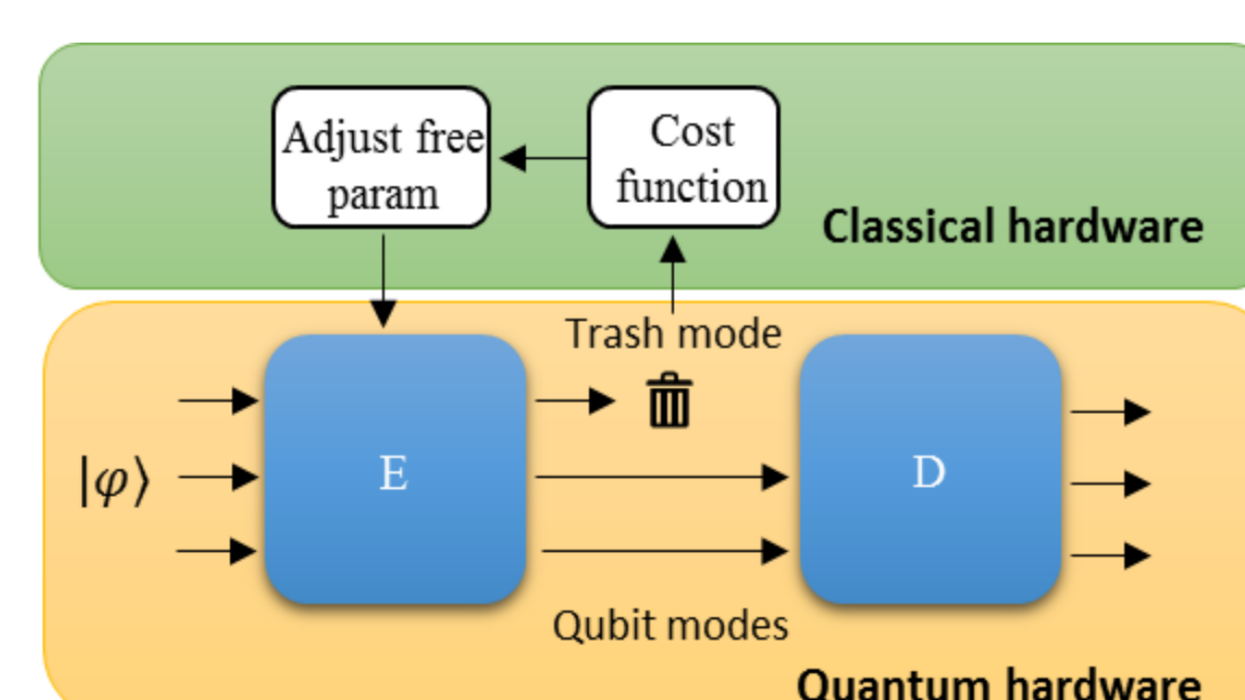 Adjust free
param
Cost
function
Classical hardware
Trash mode
|φ⟩
E
D
Qubit modes
Quantum hardware